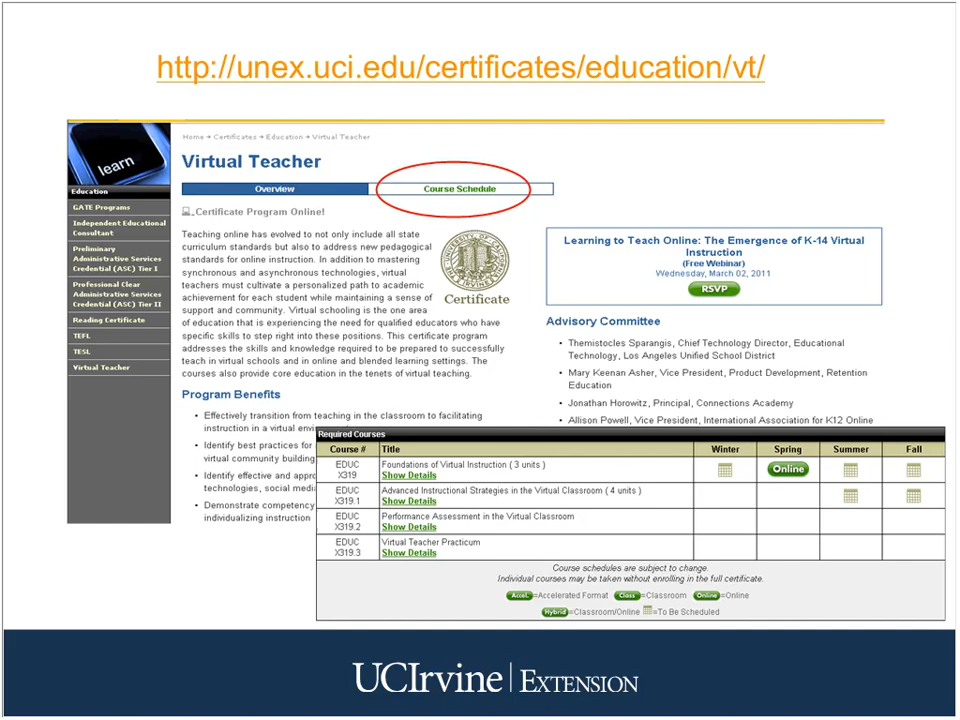 http://unex.uci.edu/certificates/education/vt/
learn
Education
GATE Programs
Independent Educational
Consultant
Preliminary
Administrative Services
Credential (ASC) Tier I
Professional Clear
Administrative Services
Credential (ASC) Tier II
Reading Certificate
TEFL
TESL
Virtual Teacher
Home → Certificates → Education → Virtual Teacher
Virtual Teacher
Overview
Course Schedule
Certificate Program Online!
Teaching online has evolved to not only include all state
curriculum standards but also to address new pedagogical
standards for online instruction. In addition to mastering
synchronous and asynchronous technologies, virtual
teachers must cultivate a personalized path to academic
achievement for each student while maintaining a sense of
support and community. Virtual schooling is the one area
of education that is experiencing the need for qualified educators who have
specific skills to step right into these positions. This certificate program
addresses the skills and knowledge required to be prepared to successfully
teach in virtual schools and in online and blended learning settings. The
courses also provide core education in the tenets of virtual teaching.
Certificate
Program Benefits
• Effectively transition from teaching in the classroom to facilitating
instruction in a virtual
• Identify best practices for
virtual community building
• Identify effective and
technologies, social
• Demonstrate competency
individualizing instruction
Learning to Teach Online: The Emergence of K-14 Virtual
Instruction
(Free Webinar)
Wednesday, March 02, 2011
RSVP
Advisory Committee
• Themistocles Sparangis, Chief Technology Director, Educational
Technology, Los Angeles Unified School District
• Mary Keenan Asher, Vice President, Product Development, Retention
Education
• Jonathan Horowitz, Principal, Connections Academy
• Allison Powell, Vice President, International Association for K12 Online
Required Courses
Course # Title Winter Spring Summer Fall
EDUC X319 Foundations of Virtual Instruction ( 3 units ) Online
Show Details
EDUC X319.1 Advanced Instructional Strategies in the Virtual Classroom ( 4 units )
Show Details
EDUC X319.2 Performance Assessment in the Virtual Classroom
Show Details
EDUC X319.3 Virtual Teacher Practicum
Show Details
Course schedules are subject to change.
Individual courses may be taken without enrolling in the full certificate.
Accel.=Accelerated Format Class=Classroom Online=Online
Hybrid=Classroom/Online =To Be Scheduled
UCIrvine | EXTENSION